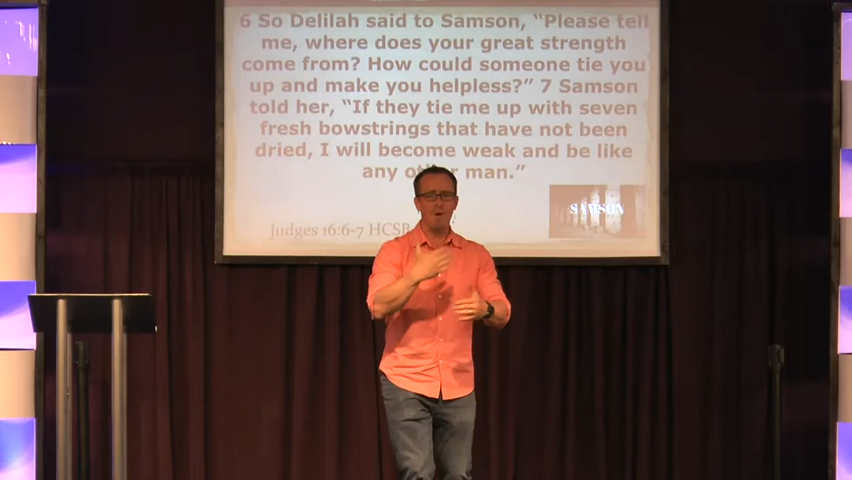 6 So Delilah said to Samson, “Please tell
me, where does your great strength
come from? How could someone tie you
up and make you helpless?” 7 Samson
told her, “If they tie me up with seven
fresh bowstrings that have not been
dried, I will become weak and be like
any other man.”
SAMSON
Judges 16:6-7 HCSB